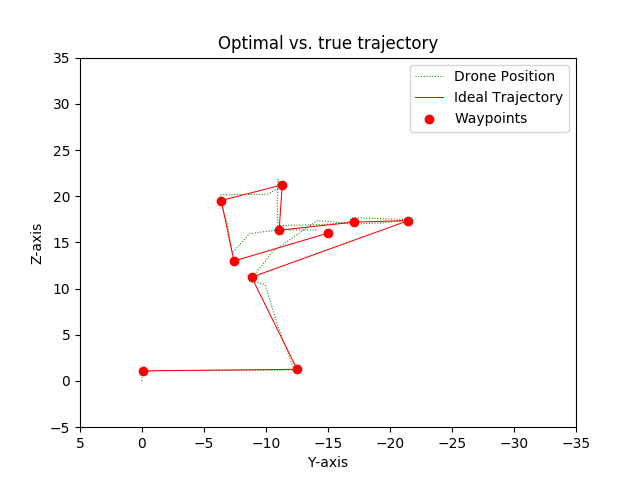 Optimal vs. true trajectory
Drone Position
Ideal Trajectory
Waypoints
Z-axis
35
30
25
20
15
10
5
0
−5
5 0 −5 −10 −15 −20 −25 −30 −35
Y-axis